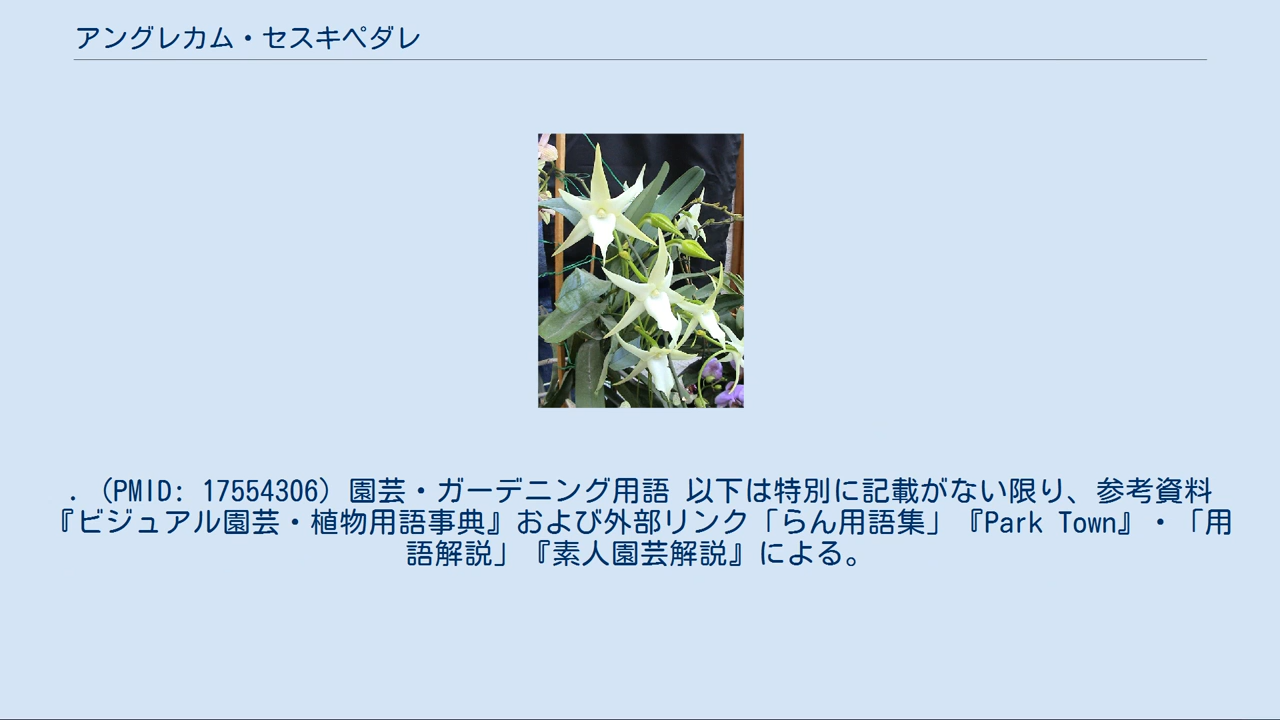 アングレカム・セスキペダレ
. (PMID: 17554306) 園芸・ガーデニング用語 以下は特別に記載がない限り、参考資料
『ビジュアル園芸・植物用語事典』および外部リンク「らん用語集」『Park Town』・「用
語解説」『素人園芸解説』による。